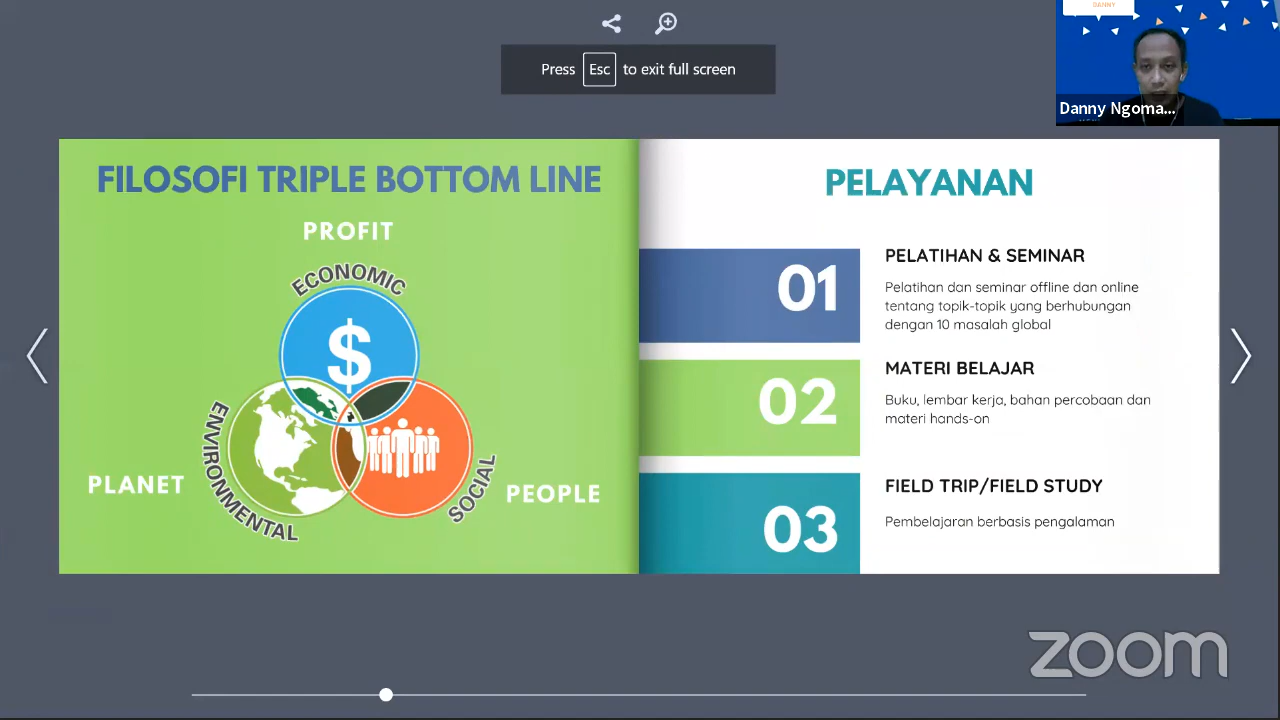 DANNY
Press Esc to exit full screen
Danny Ngoma...
FILOSOFI TRIPLE BOTTOM LINE
PROFIT
ECONOMIC
$
ENVIRONMENTAL
SOCIAL
PLANET
PEOPLE
PELAYANAN
01
PELATIHAN & SEMINAR
Pelatihan dan seminar offline dan online
tentang topik-topik yang berhubungan
dengan 10 masalah global
02
MATERI BELAJAR
Buku, lembar kerja, bahan percobaan dan
materi hands-on
03
FIELD TRIP/FIELD STUDY
Pembelajaran berbasis pengalaman
zoom